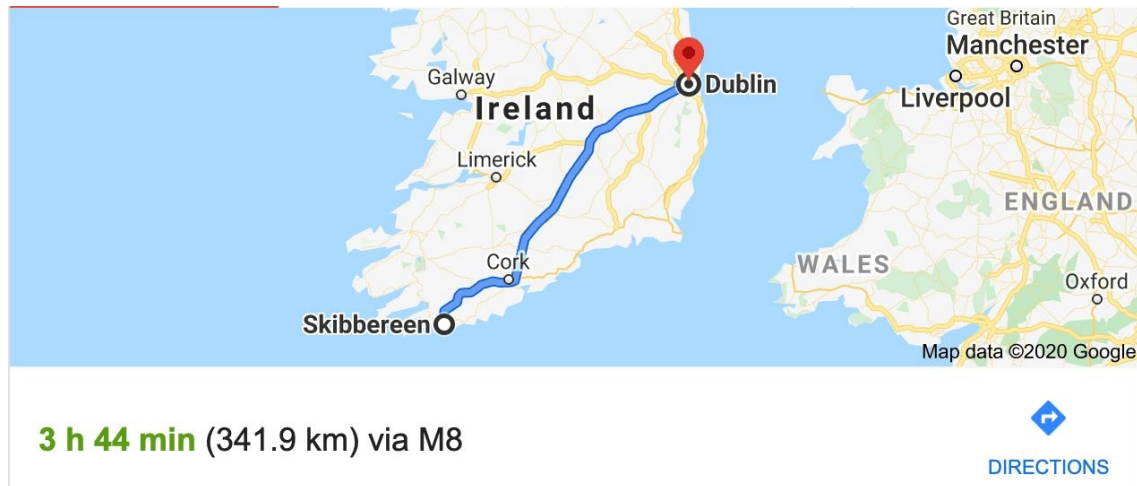 Great Britain
Manchester
Galway
Dublin
Liverpool
Ireland
Limerick
ENGLAND
Cork
WALES
Oxford
Skibbereen
Map data ©2020 Google
3 h 44 min (341.9 km) via M8
DIRECTIONS